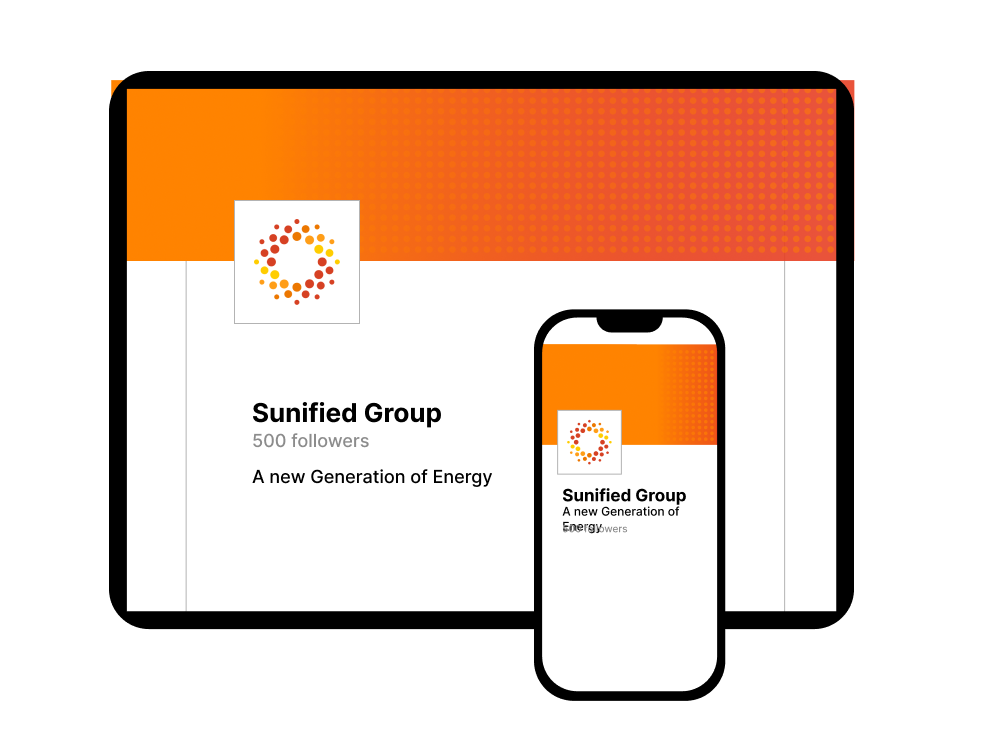 Sunified Group
500 followers
A new Generation of Energy
Sunified Group
A new Generation of
Energy
500 followers